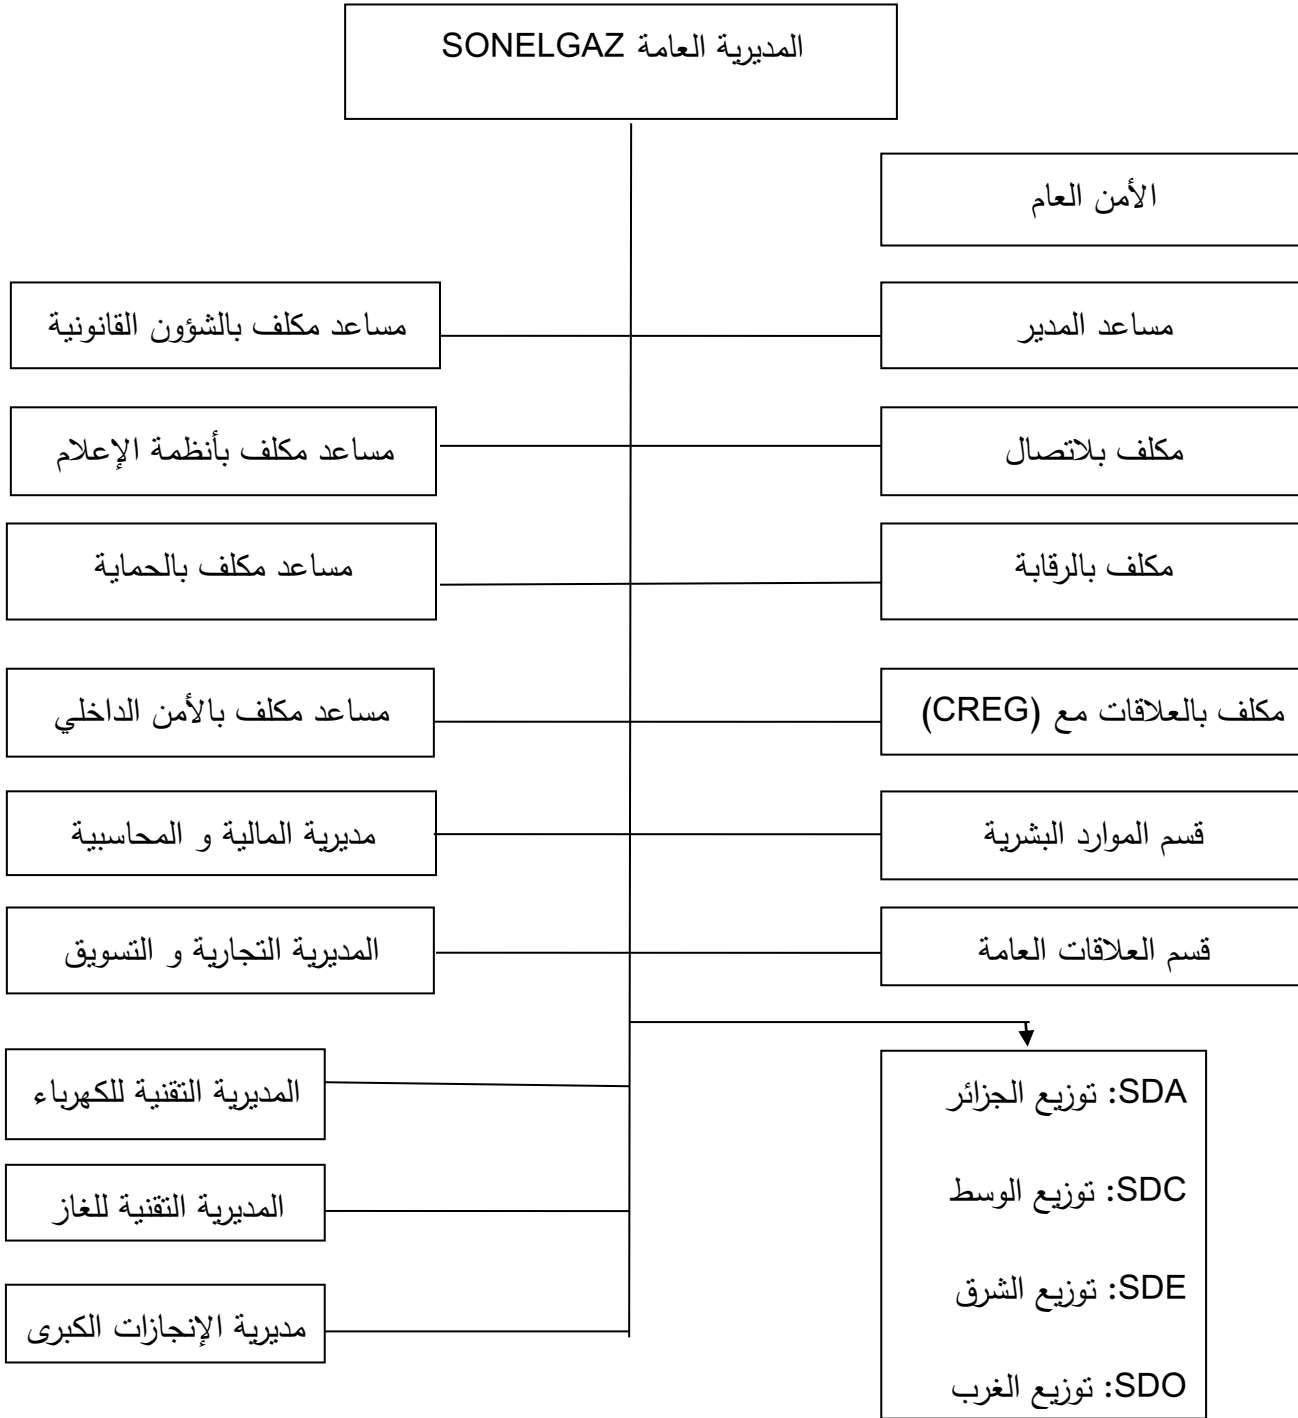 المديرية العامة SONELGAZ
الأمن العام
مساعد المدير
مساعد مكلف بالشؤون القانونية
مكلف بلاتصال
مساعد مكلف بأنظمة الإعلام
مكلف بالرقابة
مساعد مكلف بالحماية
مكلف بالعلاقات مع (CREG)
مساعد مكلف بالأمن الداخلي
قسم الموارد البشرية
مديرية المالية و المحاسبية
قسم العلاقات العامة
المديرية التجارية و التسويق
SDA: توزيع الجزائر
SDC: توزيع الوسط
SDE: توزيع الشرق
SDO: توزيع الغرب
المديرية التقنية للكهرباء
المديرية التقنية للغاز
مديرية الإنجازات الكبرى